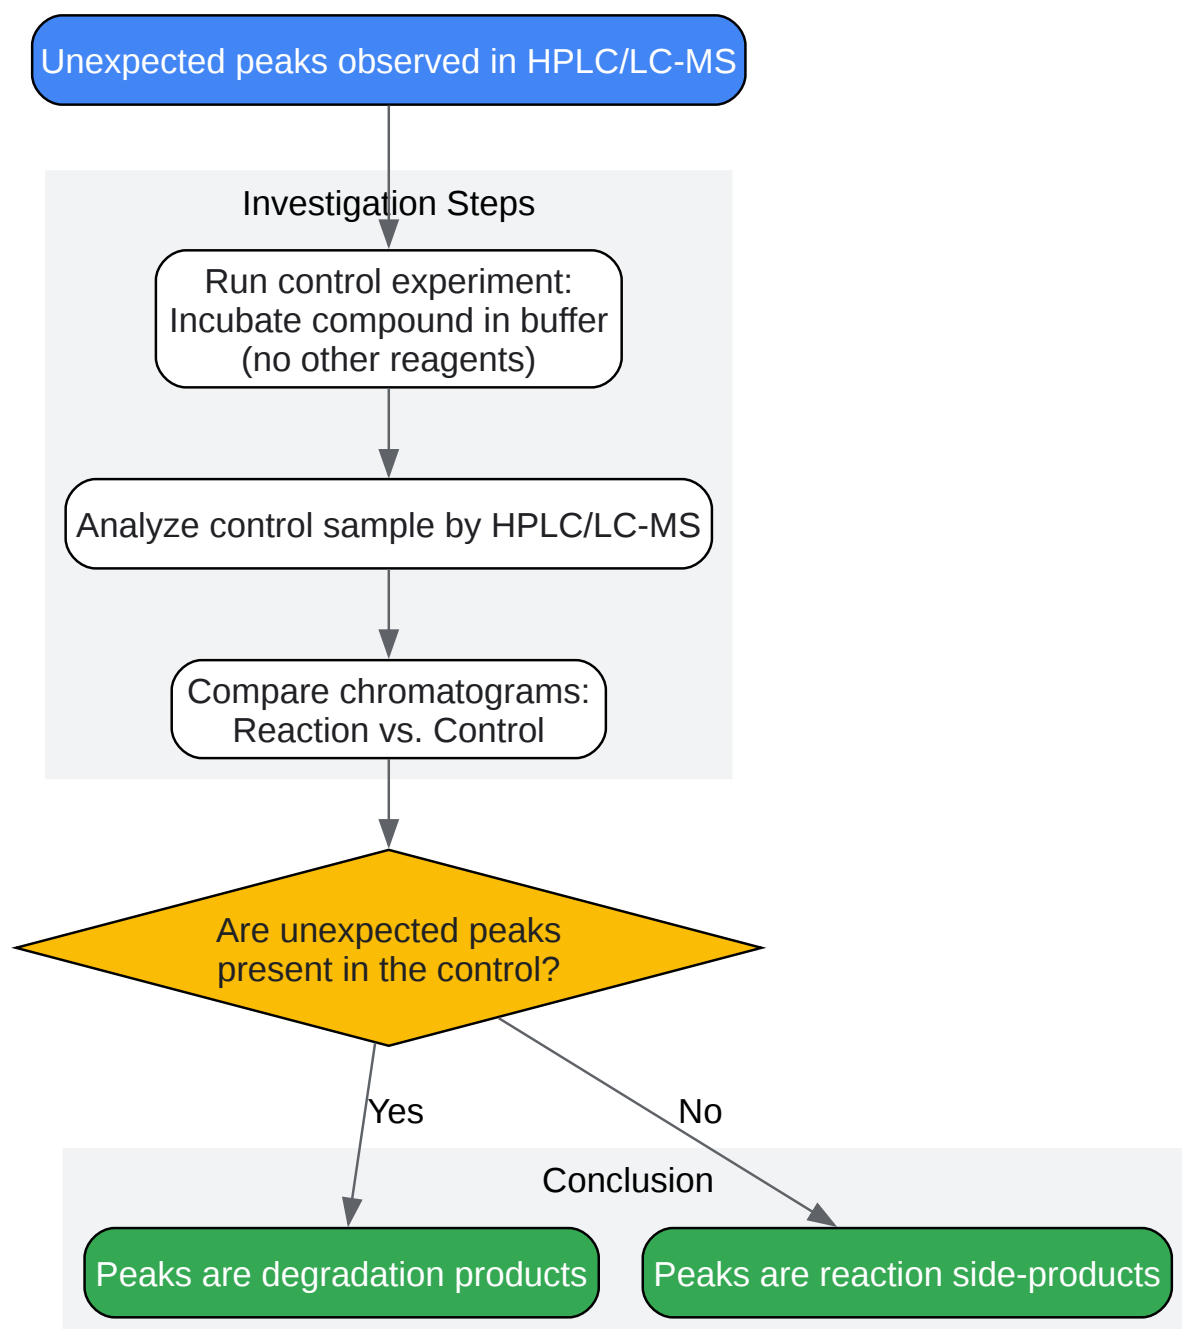 Unexpected peaks observed in HPLC/LC-MS
Investigation Steps
Run control experiment:
Incubate compound in buffer
(no other reagents)
Analyze control sample by HPLC/LC-MS
Compare chromatograms:
Reaction vs. Control
Are unexpected peaks
present in the control?
Yes
No
Conclusion
Peaks are degradation products
Peaks are reaction side-products